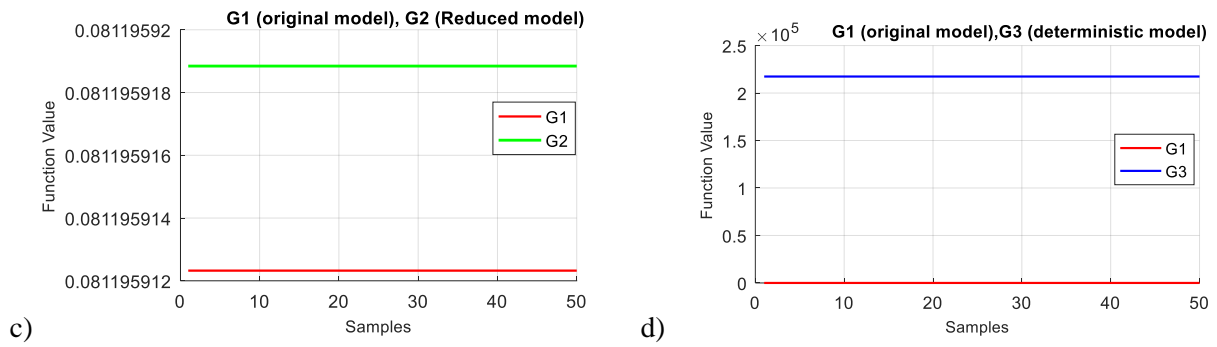 G1 (original model), G2 (Reduced model)
0.08119592
0.081195918
0.081195916
0.081195914
0.081195912
Function Value
0 10 20 30 40 50
Samples
G1
G2
c)
G1 (original model),G3 (deterministic model)
× 10^5
2.5
2
1.5
1
0.5
0
Function Value
0 10 20 30 40 50
Samples
G1
G3
d)